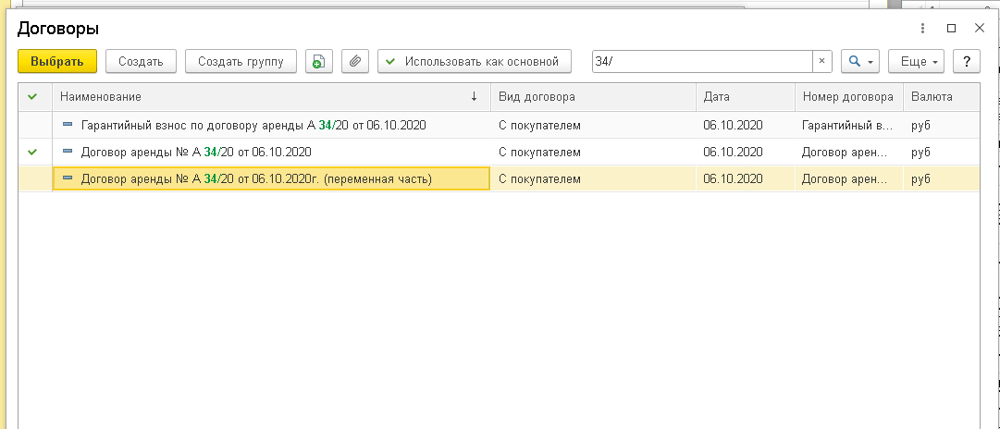 Договоры
Выбрать Создать Создать группу Использовать как основной 34/ × Еще ?
Наименование ↓ Вид договора Дата Номер договора Валюта
Гарантийный взнос по договору аренды А 34/20 от 06.10.2020 С покупателем 06.10.2020 Гарантийный в... руб
Договор аренды № А 34/20 от 06.10.2020 С покупателем 06.10.2020 Договор арен... руб
Договор аренды № А 34/20 от 06.10.2020г. (переменная часть) С покупателем 06.10.2020 Договор арен... руб